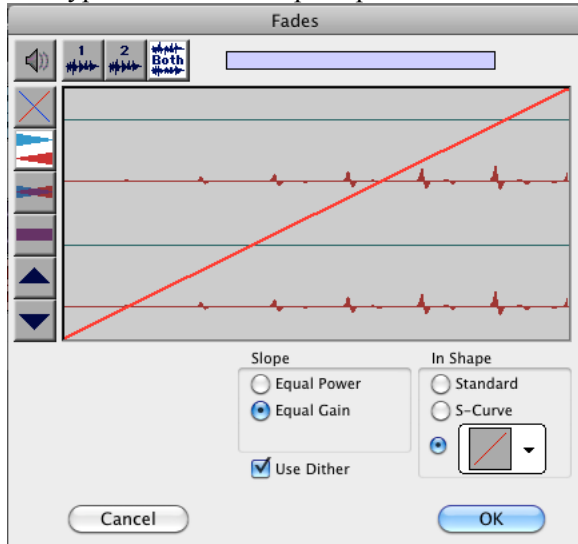 Fades
1
2
Both
Slope
In Shape
Equal Power
Standard
Equal Gain
S-Curve
Use Dither
Cancel
OK